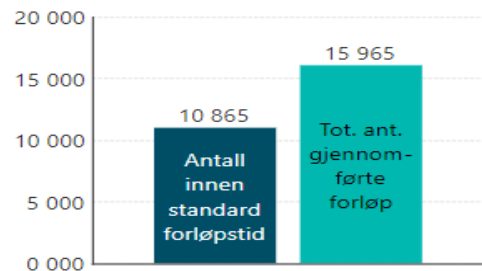 20 000
15 965
15 000
10 865
10 000
5 000
0 000
Antall
innen
standard
forløpstid
Tot. ant.
gjennom-
førte
forløp